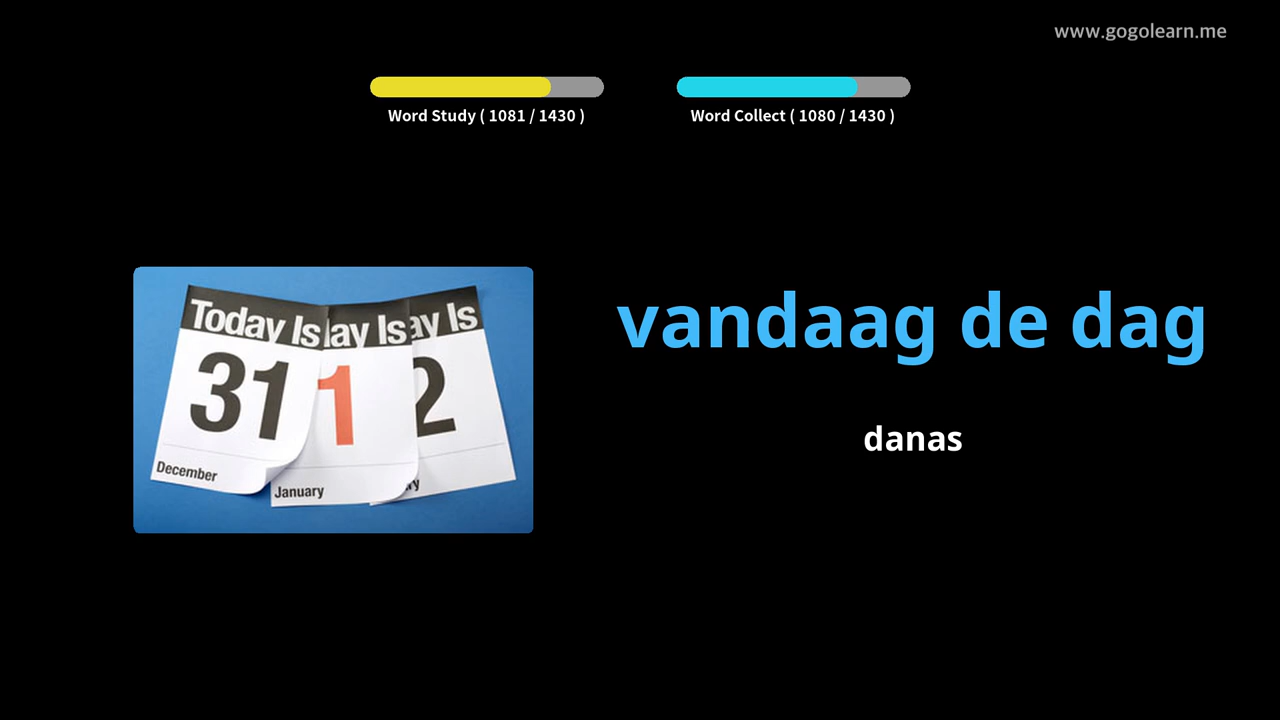 www.gogolearn.me
Word Study ( 1081 / 1430 )
Word Collect ( 1080 / 1430 )
Today Is
ay Is
ay Is
31
1
2
December
January
ry
vandaag de dag
danas